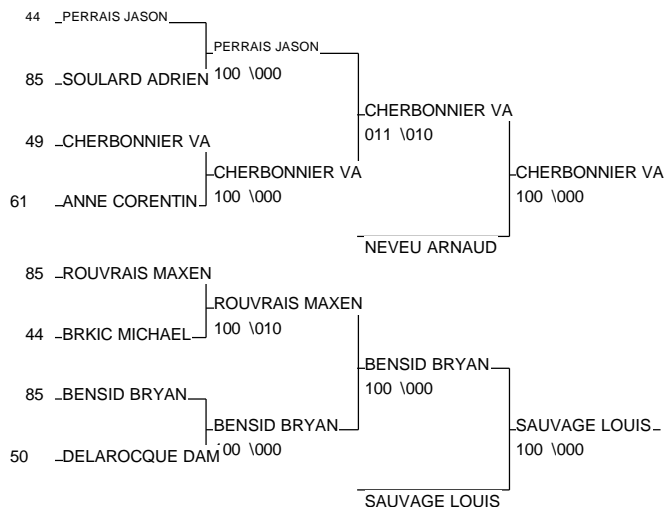 44 PERRAIS JASON
PERRAIS JASON
85 SOULARD ADRIEN 100 \000
CHERBONNIER VA
011 \010
49 CHERBONNIER VA
CHERBONNIER VA CHERBONNIER VA
100 \000 100 \000
61 ANNE CORENTIN
NEVEU ARNAUD
85 ROUVRAIS MAXEN
ROUVRAIS MAXEN
100 \010
44 BRKIC MICHAEL
BENSID BRYAN
100 \000
85 BENSID BRYAN
BENSID BRYAN SAUVAGE LOUIS
100 \000 100 \000
50 DELAROCQUE DAM
SAUVAGE LOUIS